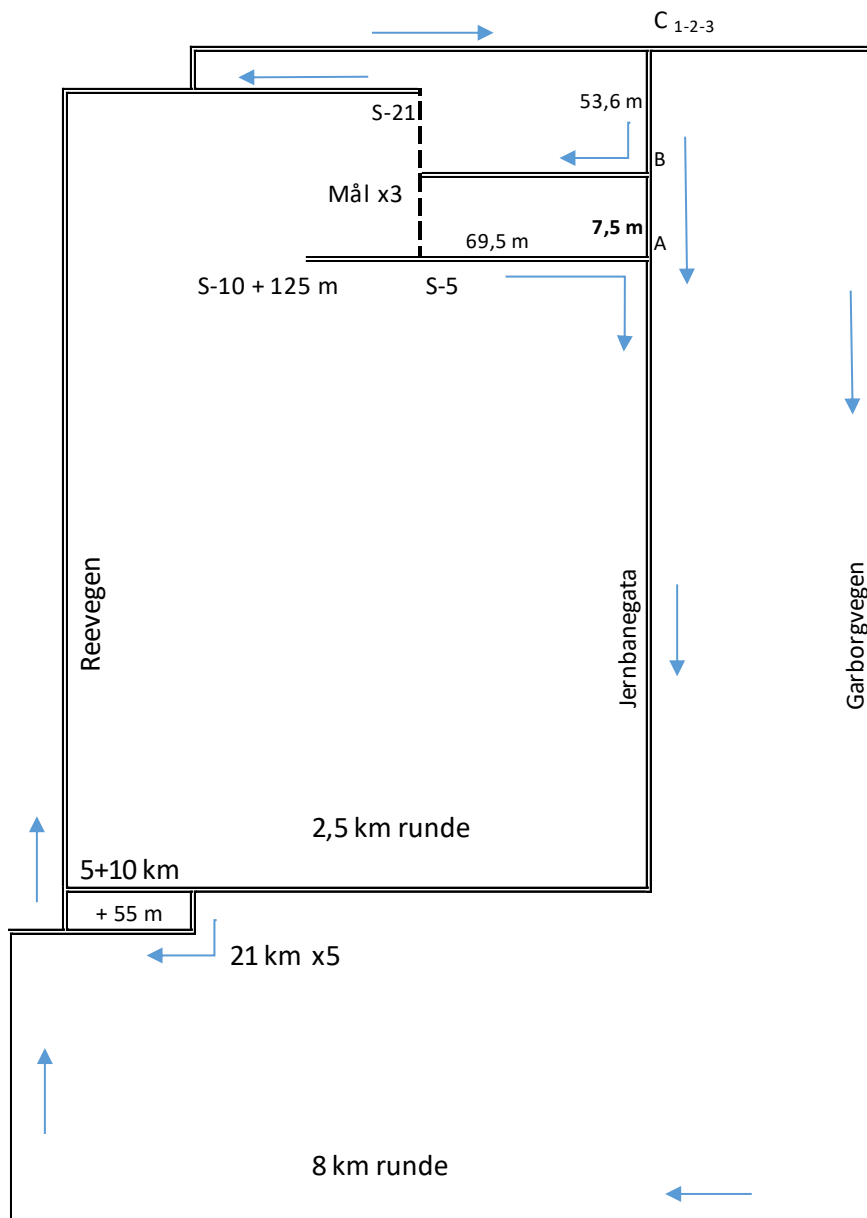 C 1-2-3
S-21
53,6 m
B
Mål x3
7,5 m
69,5 m
A
S-10 + 125 m
S-5
Reevegen
Jernbanegata
Garborgvegen
2,5 km runde
5+10 km
+ 55 m
21 km x5
8 km runde